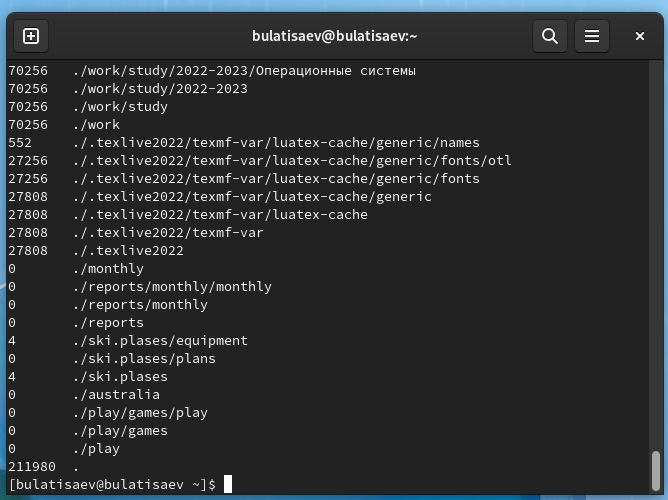 bulatisaev@bulatisaev:~
70256 ./work/study/2022-2023/Операционные системы
70256 ./work/study/2022-2023
70256 ./work/study
70256 ./work
552 ./.texlive2022/texmf-var/luatex-cache/generic/names
27256 ./.texlive2022/texmf-var/luatex-cache/generic/fonts/otl
27256 ./.texlive2022/texmf-var/luatex-cache/generic/fonts
27808 ./.texlive2022/texmf-var/luatex-cache/generic
27808 ./.texlive2022/texmf-var/luatex-cache
27808 ./.texlive2022/texmf-var
27808 ./.texlive2022
0 ./monthly
0 ./reports/monthly/monthly
0 ./reports/monthly
0 ./reports
4 ./ski.plases/equipment
0 ./ski.plases/plans
4 ./ski.plases
0 ./australia
0 ./play/games/play
0 ./play/games
0 ./play
211980 .
[bulatisaev@bulatisaev ~]$